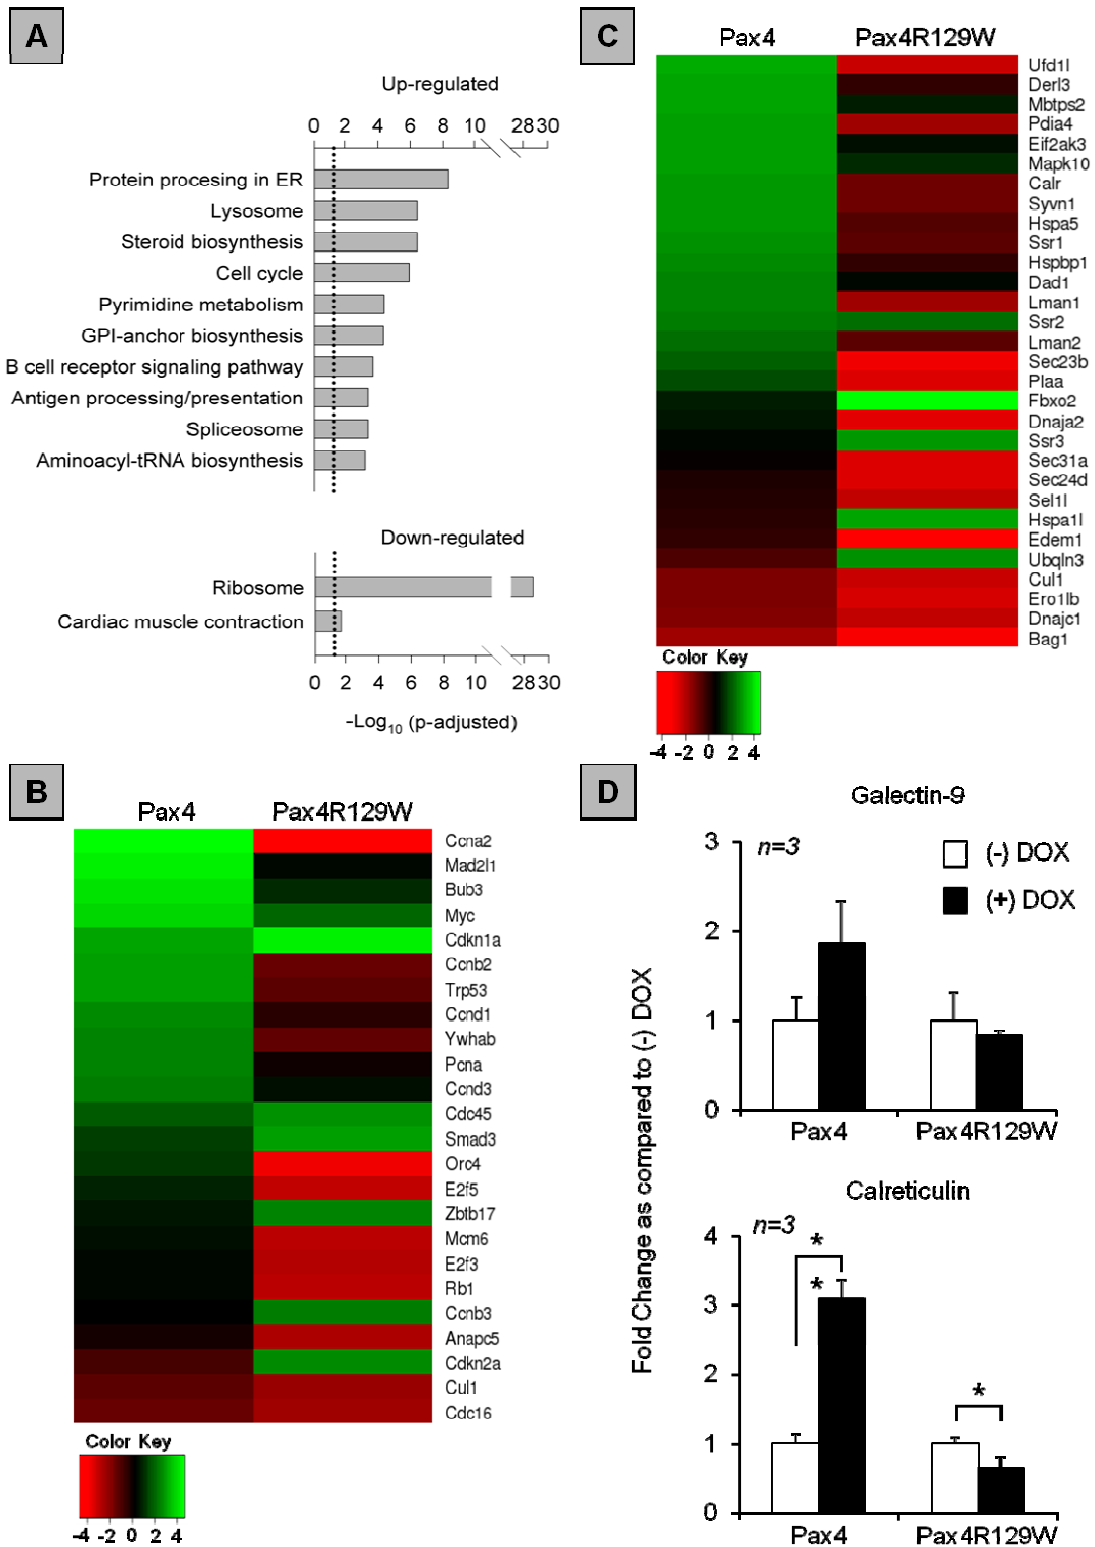 A
Up-regulated
0 2 4 6 8 10 28 30
Protein procesing in ER
Lysosome
Steroid biosynthesis
Cell cycle
Pyrimidine metabolism
GPI-anchor biosynthesis
B cell receptor signaling pathway
Antigen processing/presentation
Spliceosome
Aminoacyl-tRNA biosynthesis
Down-regulated
Ribosome
Cardiac muscle contraction
0 2 4 6 8 10 28 30
-Log10 (p-adjusted)
B
Pax4 Pax4R129W
Ccna2
Mad2l1
Bub3
Myc
Cdkn1a
Ccnb2
Trp53
Ccnd1
Ywhab
Pcna
Ccnd3
Cdc45
Smad3
Orc4
E2f5
Zbtb17
Mcm6
E2f3
Rb1
Ccnb3
Anapc5
Cdkn2a
Cul1
Cdc16
Color Key
-4 -2 0 2 4
C
Pax4 Pax4R129W
Ufd1l
Derl3
Mbtps2
Pdia4
Eif2ak3
Mapk10
Calr
Syvn1
Hspa5
Ssr1
Hspbp1
Dad1
Lman1
Ssr2
Lman2
Sec23b
Plaa
Fbxo2
Dnaja2
Ssr3
Sec31a
Sec24d
Sel1l
Hspa1l
Edem1
Ubqln3
Cul1
Ero1lb
Dnajc1
Bag1
Color Key
-4 -2 0 2 4
D
Galectin-9
n=3
(-) DOX
(+) DOX
3
2
1
0
Pax4 Pax4R129W
Fold Change as compared to (-) DOX
Calreticulin
n=3
*
*
*
4
3
2
1
0
Pax4 Pax4R129W